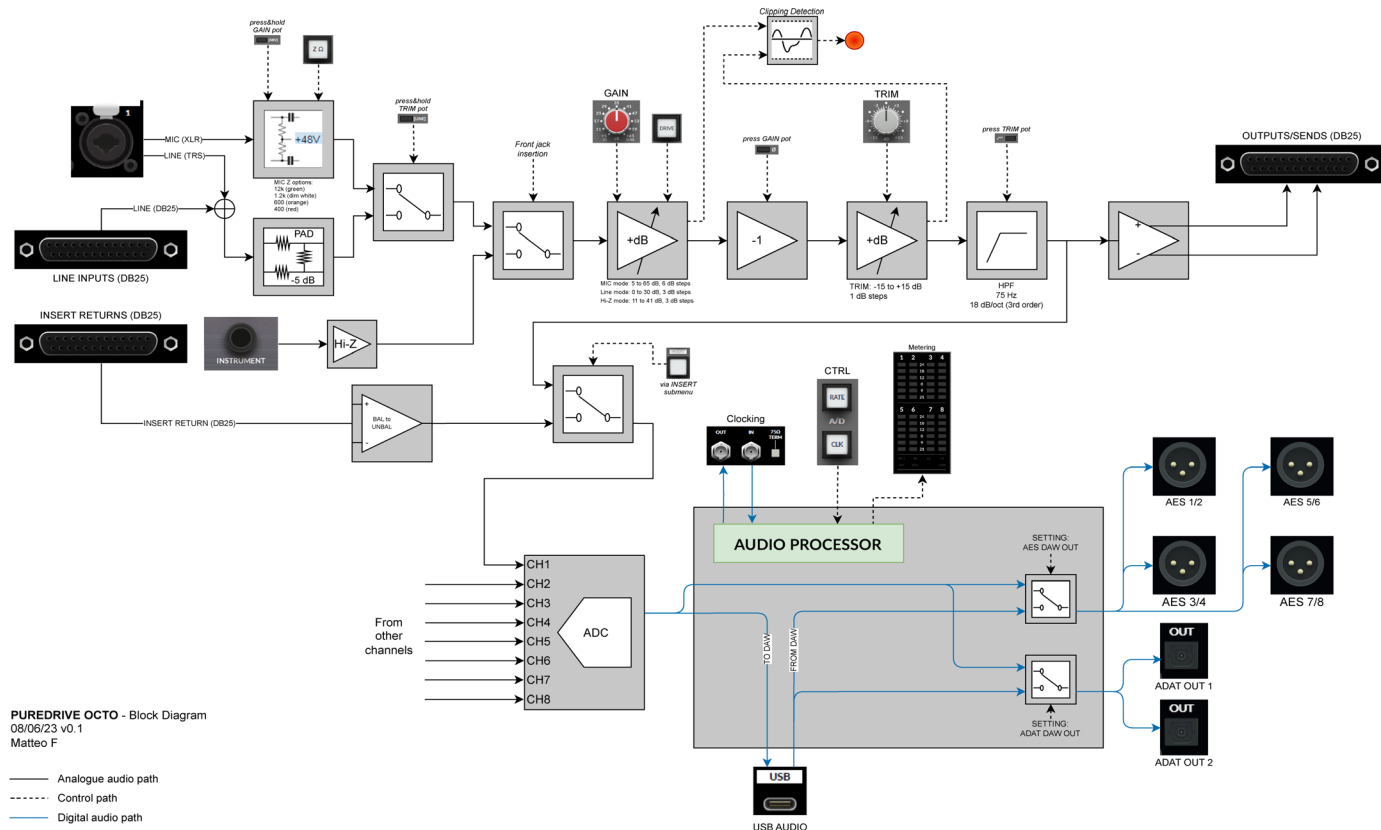 press&hold
GAIN pot
Z Ω
1
MIC (XLR)
LINE (TRS)
+48V
MIC Z options:
12k (green)
1.2k (dim white)
600 (orange)
400 (red)
press&hold
TRIM pot
LINE (DB25)
LINE INPUTS (DB25)
PAD
-5 dB
Front jack
insertion
Clipping Detection
GAIN
DRIVE
+dB
MIC mode: 5 to 65 dB, 6 dB steps
Line mode: 0 to 30 dB, 3 dB steps
Hi-Z mode: 11 to 41 dB, 3 dB steps
press GAIN pot
Ø
-1
TRIM
+dB
TRIM: -15 to +15 dB
1 dB steps
press TRIM pot
HPF
75 Hz
18 dB/oct (3rd order)
+
-
OUTPUTS/SENDS (DB25)
INSERT RETURNS (DB25)
INSTRUMENT
Hi-Z
INSERT RETURN (DB25)
+
-
BAL to
UNBAL
via INSERT
submenu
Clocking
OUT
IN
75Ω
TERM
CTRL
RATE
A/D
CLK
Metering
1 2 3 4
5 6 7 8
AUDIO PROCESSOR
SETTING:
AES DAW OUT
AES 1/2
AES 5/6
AES 3/4
AES 7/8
From
other
channels
CH1
CH2
CH3
CH4
CH5
CH6
CH7
CH8
ADC
TO DAW
FROM DAW
SETTING:
ADAT DAW OUT
OUT
ADAT OUT 1
OUT
ADAT OUT 2
USB
USB AUDIO
PUREDRIVE OCTO - Block Diagram
08/06/23 v0.1
Matteo F
Analogue audio path
Control path
Digital audio path